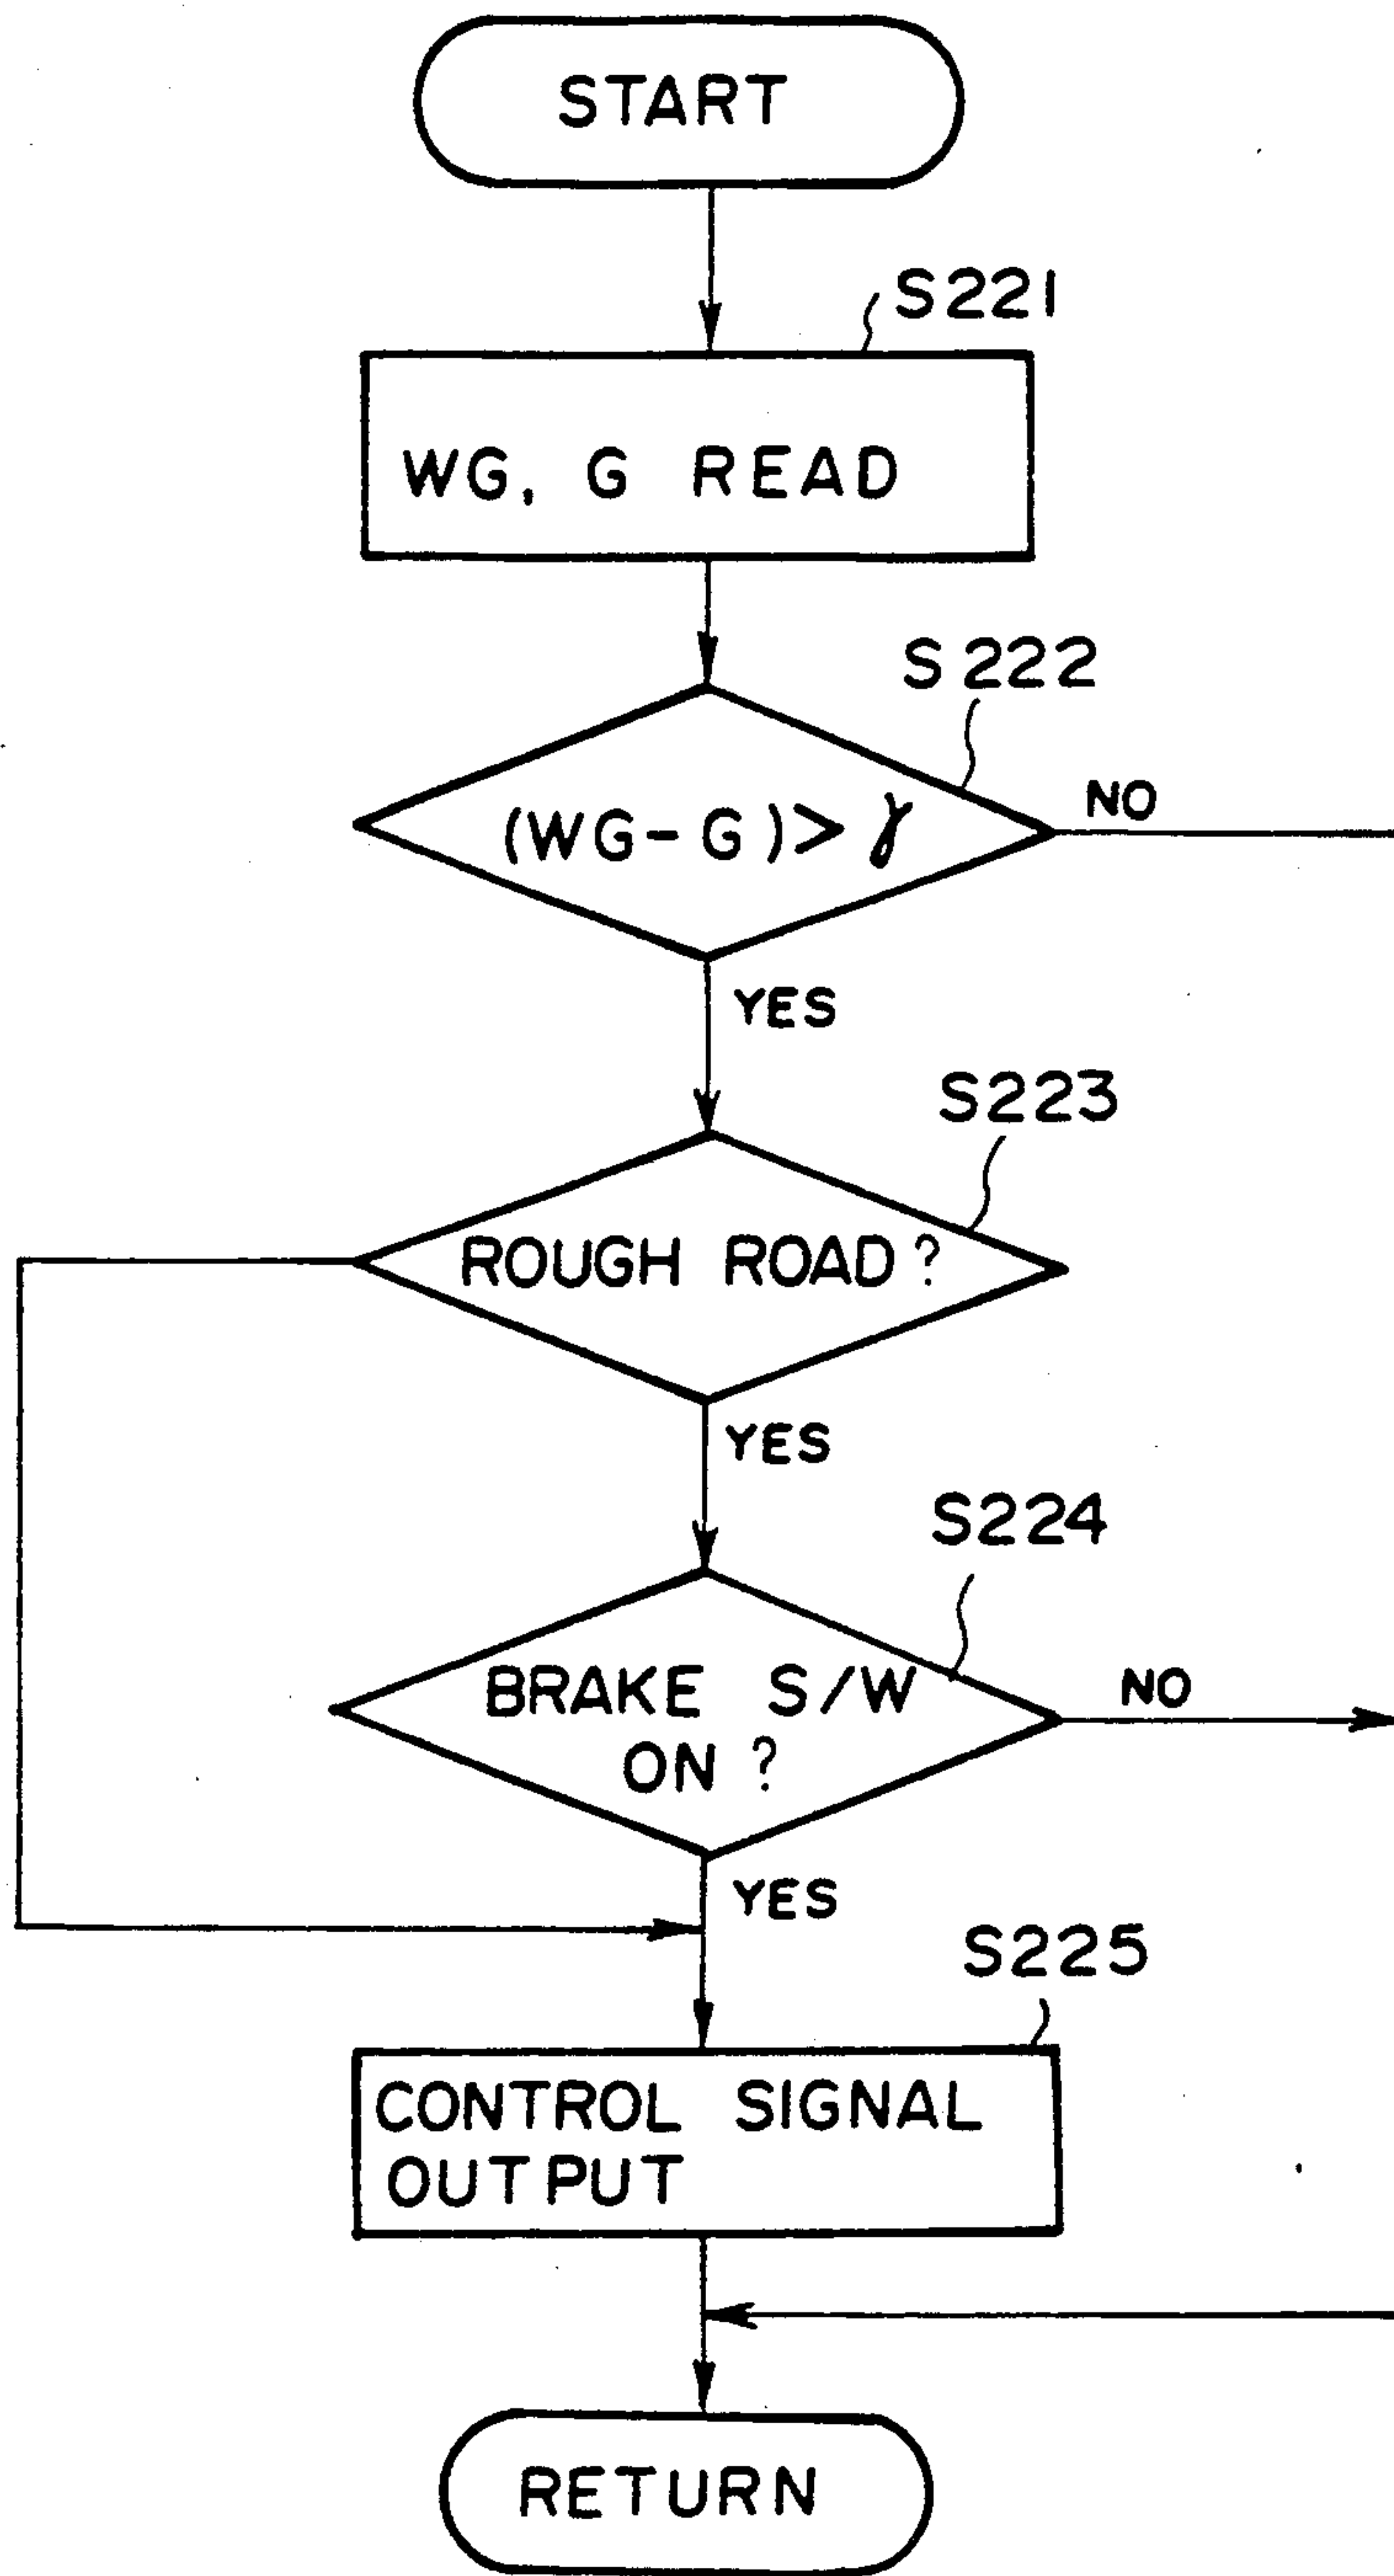 START
S221
WG, G READ
S222
(WG-G)>γ
NO
YES
S223
ROUGH ROAD?
YES
S224
BRAKE S/W
ON?
NO
YES
S225
CONTROL SIGNAL
OUTPUT
RETURN